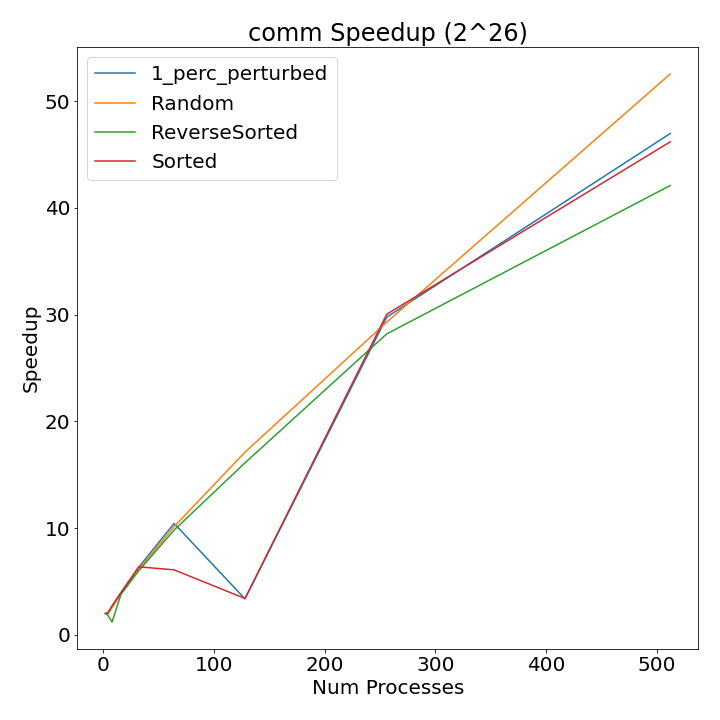 comm Speedup (2^26)
1_perc_perturbed
Random
ReverseSorted
Sorted
Speedup
50
40
30
20
10
0
0 100 200 300 400 500
Num Processes